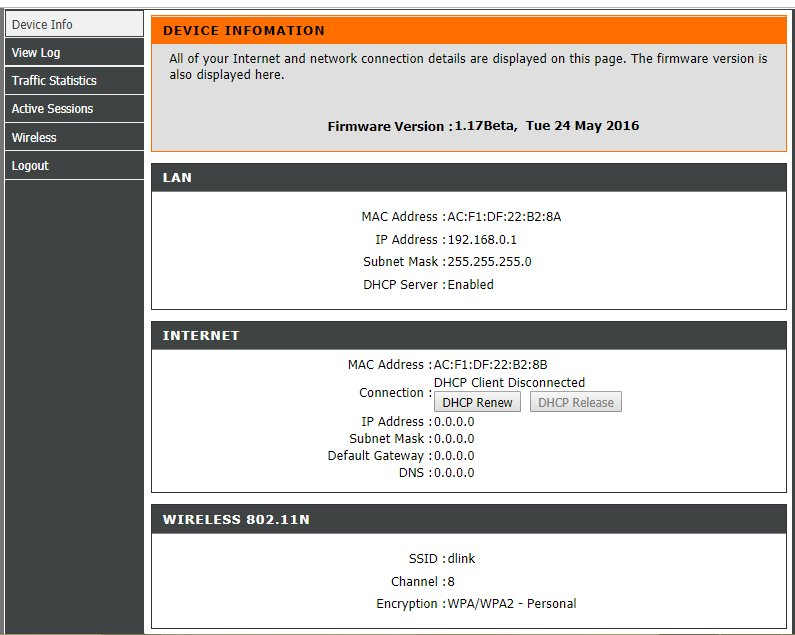 Device Info
View Log
Traffic Statistics
Active Sessions
Wireless
Logout
DEVICE INFOMATION
All of your Internet and network connection details are displayed on this page. The firmware version is
also displayed here.
Firmware Version : 1.17Beta, Tue 24 May 2016
LAN
MAC Address : AC:F1:DF:22:B2:8A
IP Address : 192.168.0.1
Subnet Mask : 255.255.255.0
DHCP Server : Enabled
INTERNET
MAC Address : AC:F1:DF:22:B2:8B
DHCP Client Disconnected
Connection :
DHCP Renew DHCP Release
IP Address : 0.0.0.0
Subnet Mask : 0.0.0.0
Default Gateway : 0.0.0.0
DNS : 0.0.0.0
WIRELESS 802.11N
SSID : dlink
Channel : 8
Encryption : WPA/WPA2 - Personal